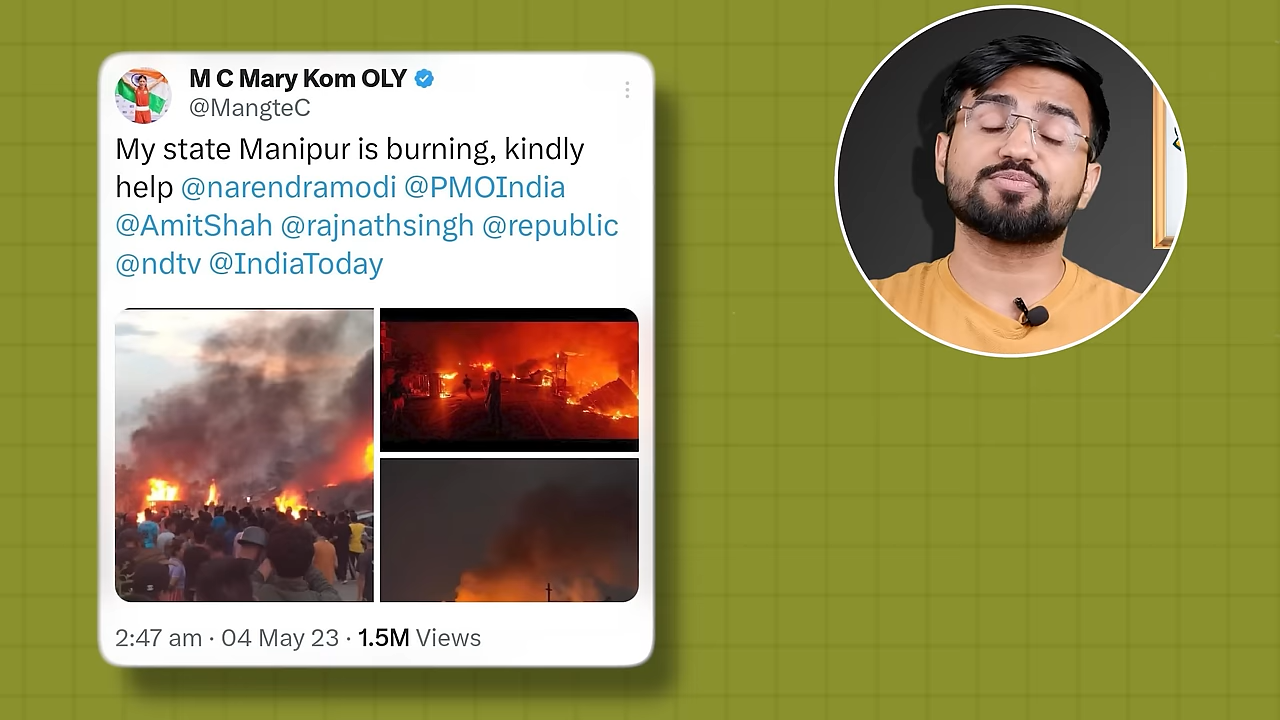 M C Mary Kom OLY
@MangteC
My state Manipur is burning, kindly
help @narendramodi @PMOIndia
@AmitShah @rajnathsingh @republic
@ndtv @IndiaToday
2:47 am · 04 May 23 · 1.5M Views